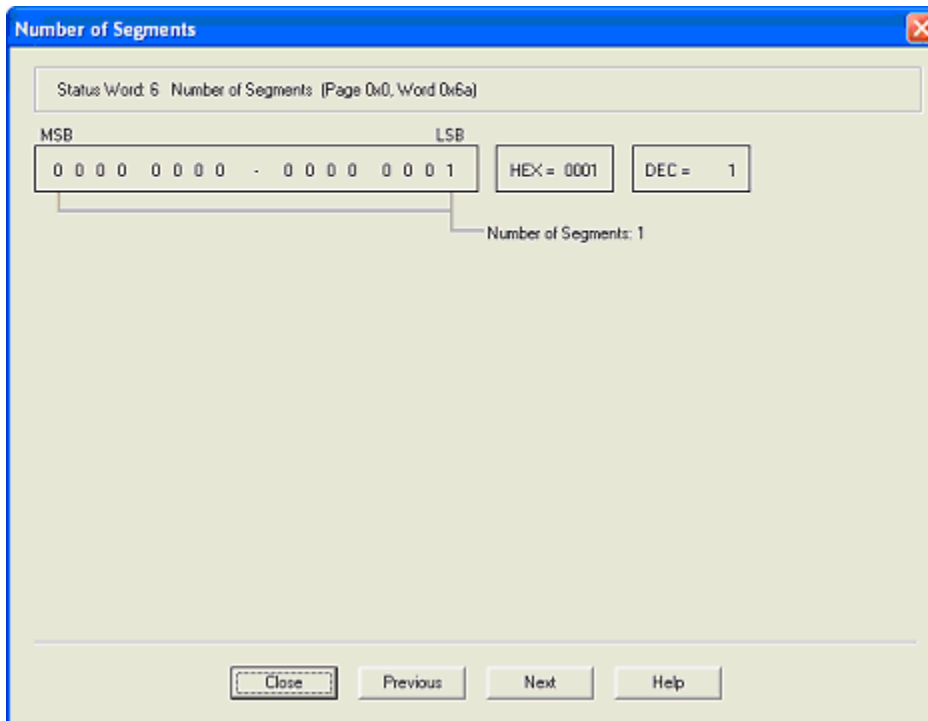 Number of Segments
Status Word: 6 Number of Segments (Page 0x0, Word 0x6a)
MSB LSB
0 0 0 0 0 0 0 0 - 0 0 0 0 0 0 0 1 HEX = 0001 DEC = 1
Number of Segments: 1
Close Previous Next Help